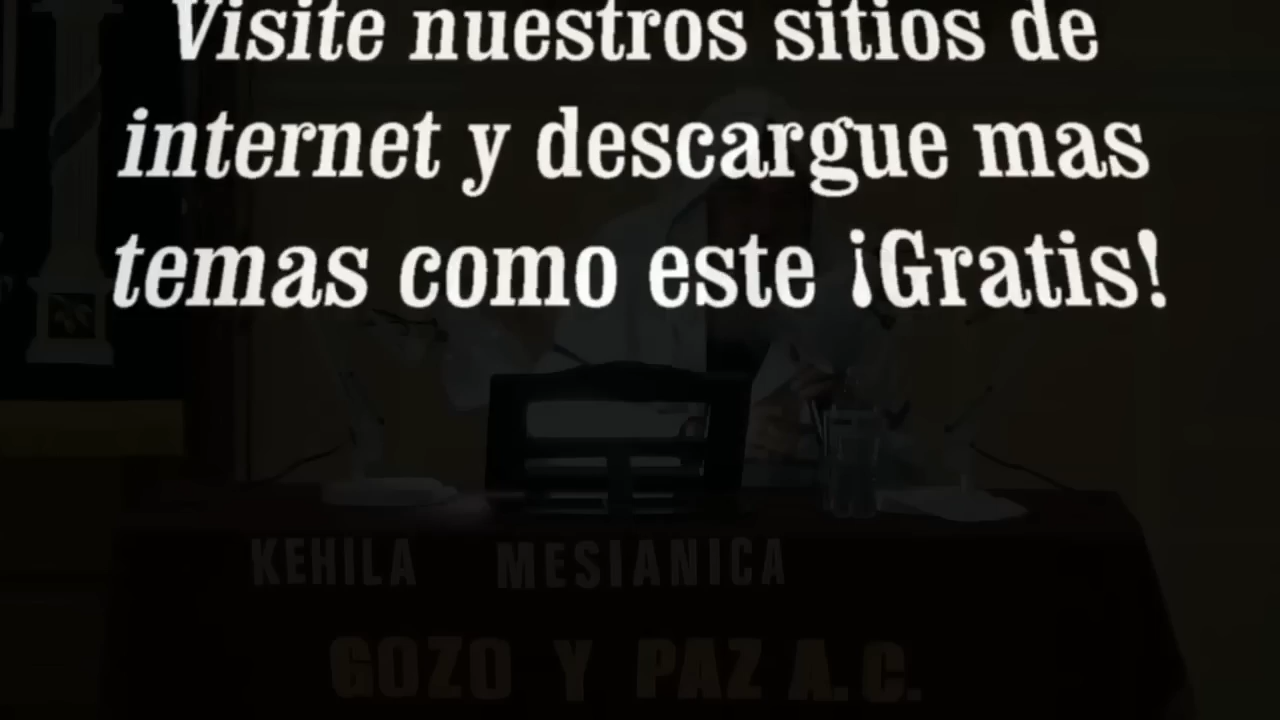 Visite nuestros sitios de
internet y descargue mas
temas como este ¡Gratis!
KEHILA MESIANICA
GOZO Y PAZ A.C.